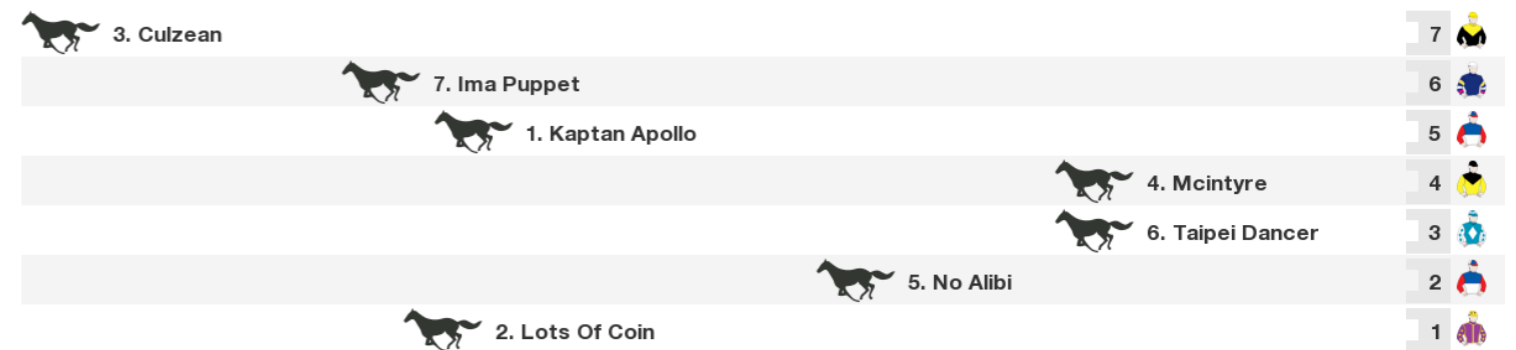 3. Culzean 7
7. Ima Puppet 6
1. Kaptan Apollo 5
4. Mcintyre 4
6. Taipei Dancer 3
5. No Alibi 2
2. Lots Of Coin 1